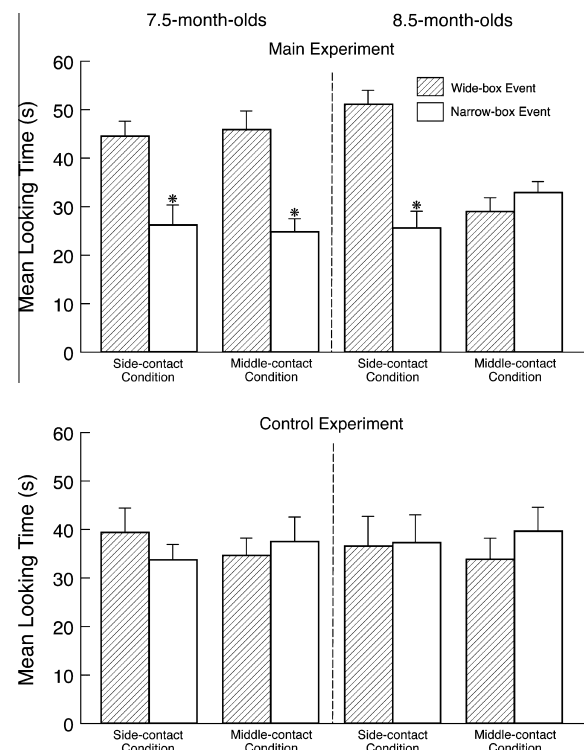 7.5-month-olds 8.5-month-olds
Main Experiment
Mean Looking Time (s)
60
50
40
30
20
10
0
Wide-box Event
Narrow-box Event
*
*
*
Side-contact Condition
Middle-contact Condition
Side-contact Condition
Middle-contact Condition
Control Experiment
Mean Looking Time (s)
60
50
40
30
20
10
0
Side-contact Condition
Middle-contact Condition
Side-contact Condition
Middle-contact Condition